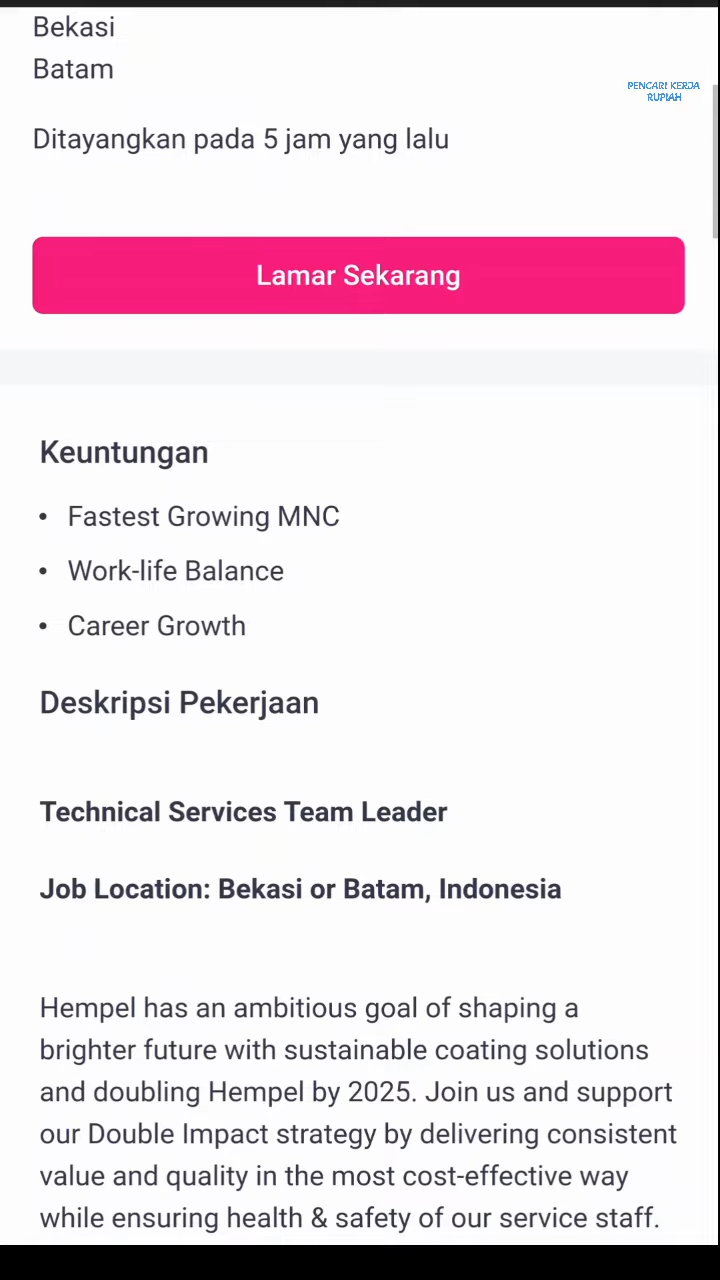 Bekasi
Batam
PENCARI KERJA
RUPIAH
Ditayangkan pada 5 jam yang lalu
Lamar Sekarang
Keuntungan
• Fastest Growing MNC
• Work-life Balance
• Career Growth
Deskripsi Pekerjaan
Technical Services Team Leader
Job Location: Bekasi or Batam, Indonesia
Hempel has an ambitious goal of shaping a
brighter future with sustainable coating solutions
and doubling Hempel by 2025. Join us and support
our Double Impact strategy by delivering consistent
value and quality in the most cost-effective way
while ensuring health & safety of our service staff.